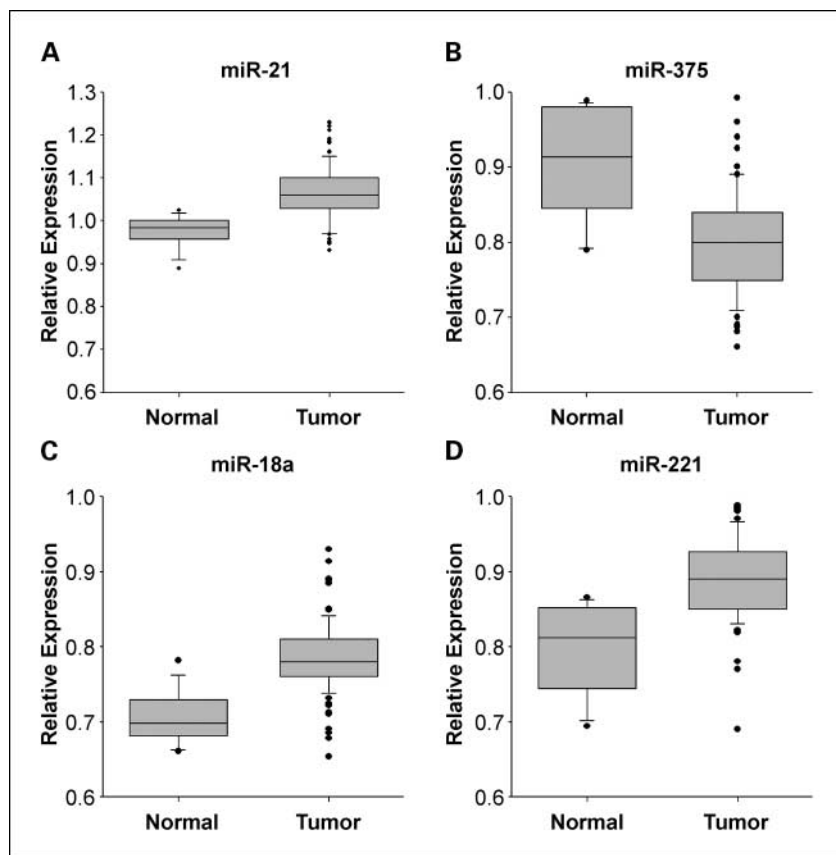 A
miR-21
Relative Expression
1.3
1.2
1.1
1.0
0.9
0.8
0.7
0.6
Normal Tumor
B
miR-375
Relative Expression
1.0
0.9
0.8
0.7
0.6
Normal Tumor
C
miR-18a
Relative Expression
1.0
0.9
0.8
0.7
0.6
Normal Tumor
D
miR-221
Relative Expression
1.0
0.9
0.8
0.7
0.6
Normal Tumor